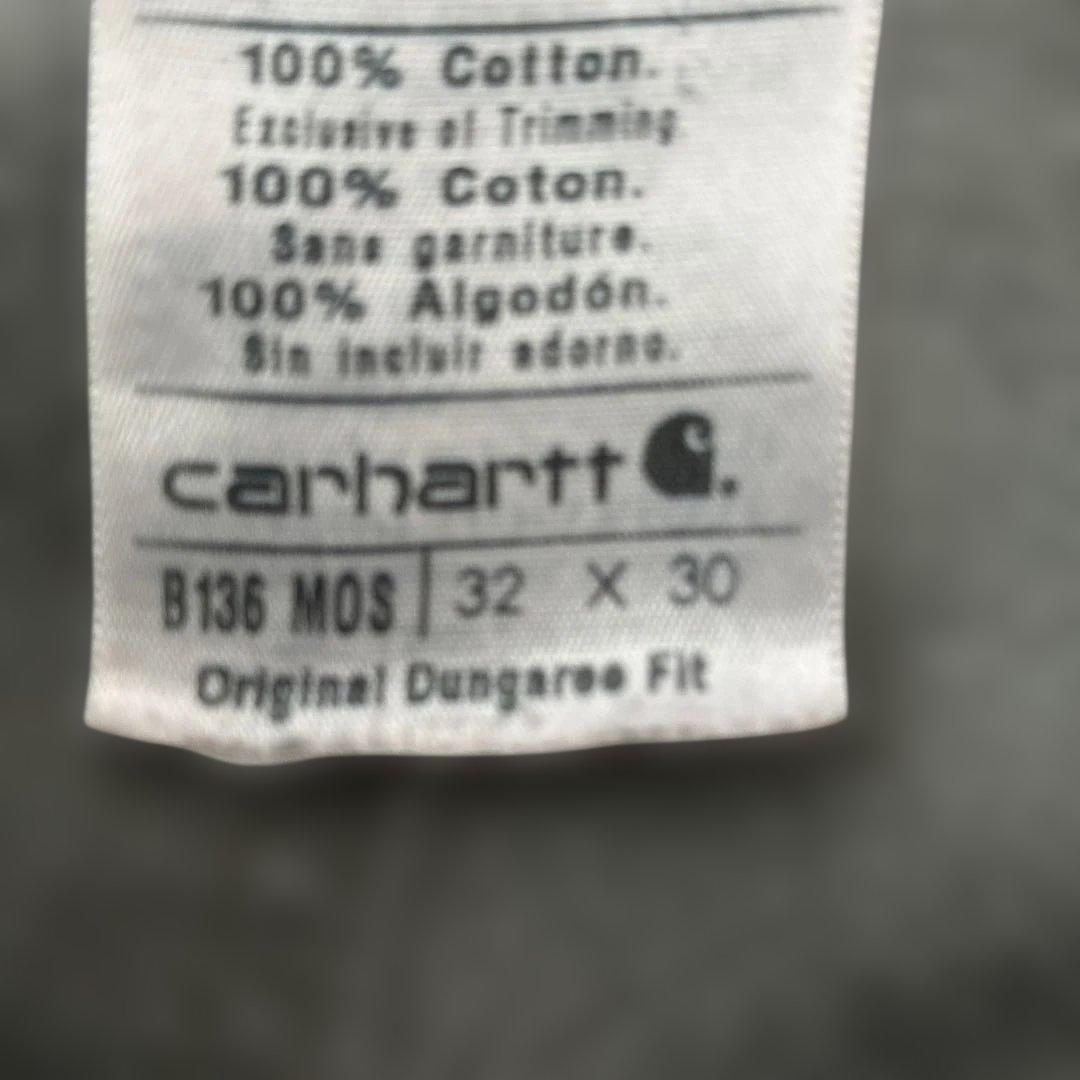 100% Cotton.
Exclusive of Trimming
100% Coton.
Sans garniture.
100% Algodón.
Sin incluir adorno.
carhartt
B136 MOS | 32 X 30
Original Dungaree Fit